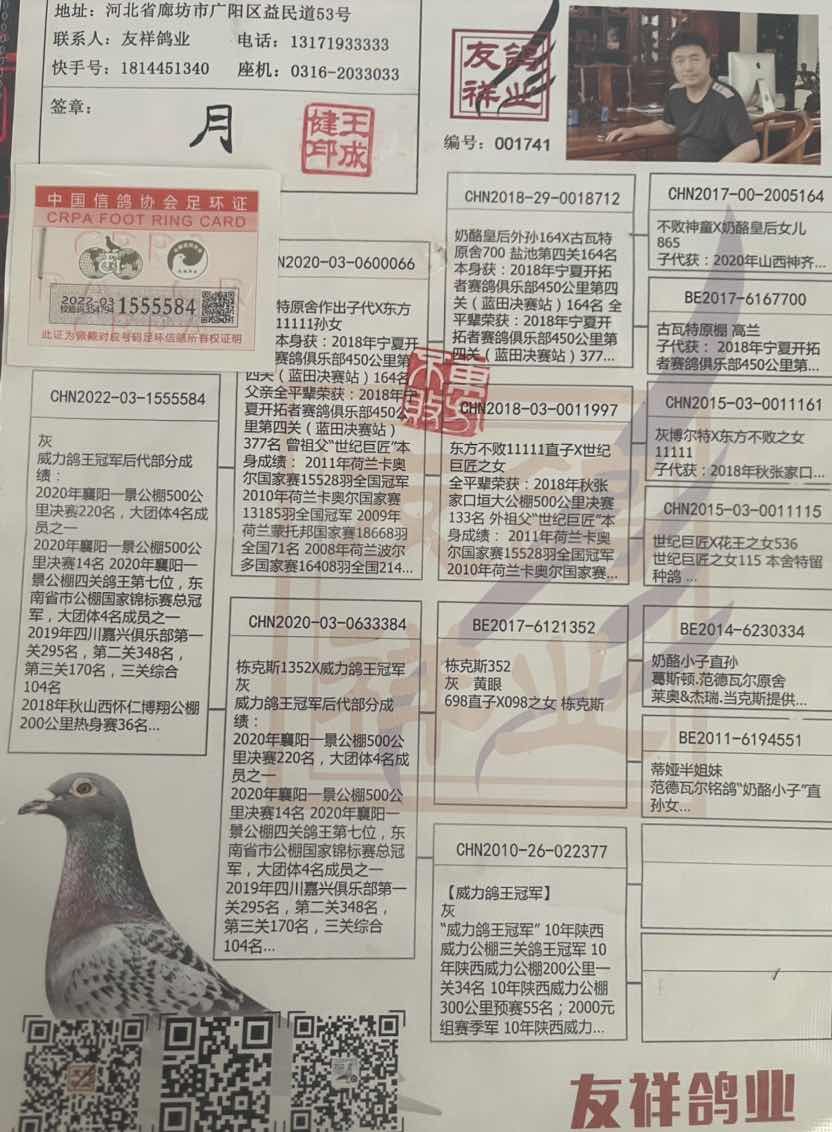 地址：河北省廊坊市广阳区益民道53号
联系人：友祥鸽业 电话：13171933333
快手号：1814451340 座机：0316-2033033
签章：
月
王成
健印
友鸽
祥业
编号：001741
中国信鸽协会足环证
CRPA FOOT RING CARD
2022-03
1555584
此证为佩戴对应号码足环信鸽所有权证明
CHN2022-03-1555584
灰
威力鸽王冠军后代部分成
绩：
2020年襄阳一景公棚500公
里决赛220名，大团体4名成
员之一
2020年襄阳一景公棚500公
里决赛14名 2020年襄阳一
景公棚四关鸽王第七位，东
南省市公棚国家锦标赛总冠
军，大团体4名成员之一
2019年四川嘉兴俱乐部第一
关295名，第二关348名，
第三关170名，三关综合
104名
2018年秋山西怀仁博翔公棚
200公里热身赛36名...
N2020-03-0600066
特原舍作出子代X东方
11111孙女
本身获：2018年宁夏开
赛鸽俱乐部450公里第
四关（蓝田决赛站）164名
父亲全平辈荣获：2018年宁
夏开拓者赛鸽俱乐部450公
里第四关（蓝田决赛站）
377名 曾祖父“世纪巨匠”本
身成绩： 2011年荷兰卡奥
尔国家赛15528羽全国冠军
2010年荷兰卡奥尔国家赛
13185羽全国冠军 2009年
荷兰蒙托邦国家赛18668羽
全国71名 2008年荷兰波尔
多国家赛16408羽全国214...
CHN2020-03-0633384
栋克斯1352X威力鸽王冠军
灰
威力鸽王冠军后代部分成
绩：
2020年襄阳一景公棚500公
里决赛220名，大团体4名成
员之一
2020年襄阳一景公棚500公
里决赛14名 2020年襄阳一
景公棚四关鸽王第七位，东
南省市公棚国家锦标赛总冠
军，大团体4名成员之一
2019年四川嘉兴俱乐部第一
关295名，第二关348名，
第三关170名，三关综合
104名...
CHN2018-29-0018712
奶酪皇后外孙164X古瓦特
原舍700 盐池第四关164名
本身获：2018年宁夏开拓
者赛鸽俱乐部450公里第四
关（蓝田决赛站）164名 全
平辈荣获：2018年宁夏开
拓者赛鸽俱乐部450公里第
四关（蓝田决赛站）377...
CHN2018-03-0011997
东方不败11111直子X世纪
巨匠之女
全平辈荣获：2018年秋张
家口垣大公棚500公里决赛
133名 外祖父“世纪巨匠”本
身成绩： 2011年荷兰卡奥
尔国家赛15528羽全国冠军
2010年荷兰卡奥尔国家赛...
BE2017-6121352
栋克斯352
灰 黄眼
698直子X098之女 栋克斯
CHN2010-26-022377
【威力鸽王冠军】
灰
“威力鸽王冠军” 10年陕西
威力公棚三关鸽王冠军 10
年陕西威力公棚200公里一
关34名 10年陕西威力公棚
300公里预赛55名；2000元
组赛季军 10年陕西威力...
CHN2017-00-2005164
不败神童X奶酪皇后女儿
865
子代获：2020年山西神齐...
BE2017-6167700
古瓦特原棚 高兰
子代获：2018年宁夏开拓
者赛鸽俱乐部450公里第...
CHN2015-03-0011161
灰博尔特X东方不败之女
11111
子代获：2018年秋张家口...
CHN2015-03-0011115
世纪巨匠X花王之女536
世纪巨匠之女115 本舍特留
种鸽 ...
BE2014-6230334
奶酪小子直孙
葛斯顿.范德瓦尔原舍
莱奥&杰瑞.当克斯提供...
BE2011-6194551
蒂娅半姐妹
范德瓦尔铭鸽“奶酪小子”直
孙女...
友祥鸽业